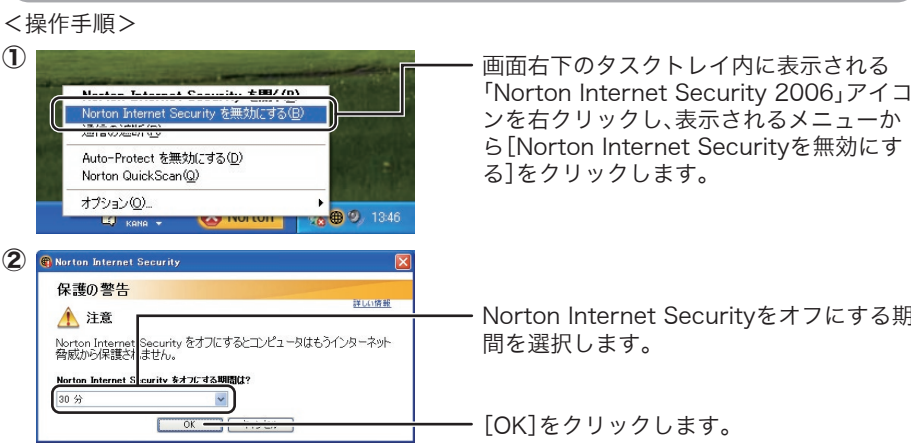 ＜操作手順＞
①
Norton Internet Security を開く(P)
Norton Internet Security を無効にする(B)
Auto-Protect を無効にする(D)
Norton QuickScan(Q)
オプション(O)...
KANA
Norton
13:46
画面右下のタスクトレイ内に表示される
「Norton Internet Security 2006」アイコ
ンを右クリックし、表示されるメニューか
ら[Norton Internet Securityを無効にす
る]をクリックします。
②
Norton Internet Security
保護の警告
詳しい情報
注意
Norton Internet Security をオフにするとコンピュータはもうインターネット
脅威から保護されません。
Norton Internet Security をオフにする期間は?
30 分
OK
Norton Internet Securityをオフにする期
間を選択します。
[OK]をクリックします。